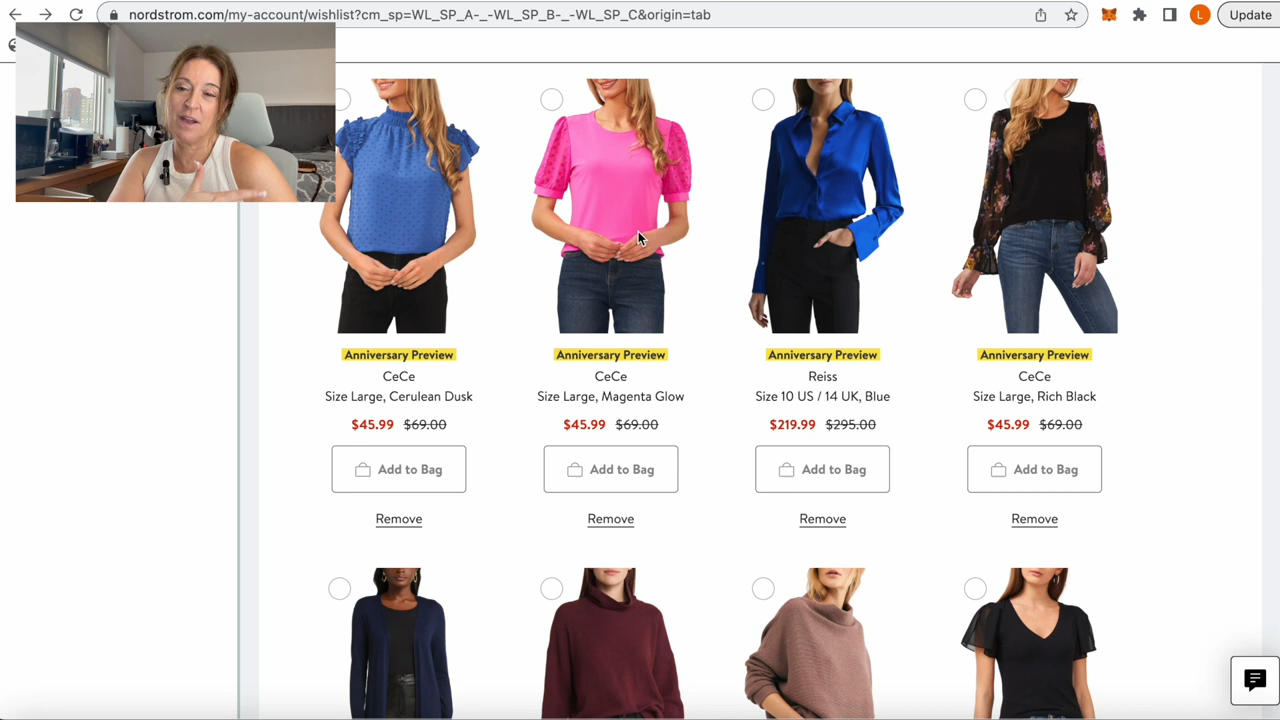 nordstrom.com/my-account/wishlist?cm_sp=WL_SP_A-_-WL_SP_B-_-WL_SP_C&origin=tab
L
Update
Anniversary Preview
CeCe
Size Large, Cerulean Dusk
$45.99 $69.00
Add to Bag
Remove
Anniversary Preview
CeCe
Size Large, Magenta Glow
$45.99 $69.00
Add to Bag
Remove
Anniversary Preview
Reiss
Size 10 US / 14 UK, Blue
$219.99 $295.00
Add to Bag
Remove
Anniversary Preview
CeCe
Size Large, Rich Black
$45.99 $69.00
Add to Bag
Remove